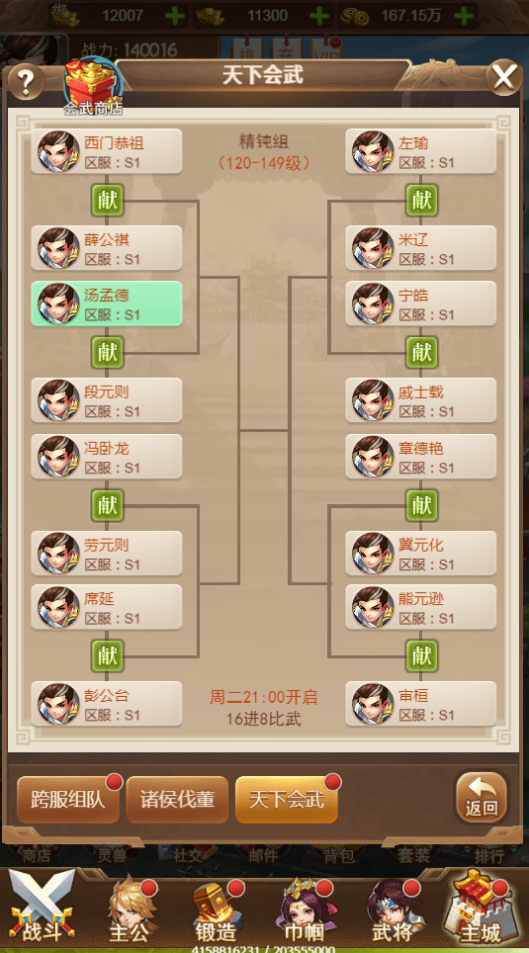 绑 12007 11300 167.15万
战力: 140016
排 充 VIP
? 天下会武 X
会武商店
西门恭祖
区服：S1
精钝组
(120-149级)
左瑜
区服：S1
献 献
薛公祺
区服：S1
米辽
区服：S1
汤孟德
区服：S1
宁皓
区服：S1
献 献
段元则
区服：S1
戚士载
区服：S1
冯卧龙
区服：S1
章德艳
区服：S1
献 献
劳元则
区服：S1
冀元化
区服：S1
席延
区服：S1
熊元逊
区服：S1
献 献
彭公台
区服：S1
周二21:00开启
16进8比武
审桓
区服：S1
跨服组队 诸侯伐董 天下会武 返回
商店 灵兽 社交 邮件 背包 套装 排行
战斗 主公 锻造 巾帼 武将 主城
4158816231 / 203555000